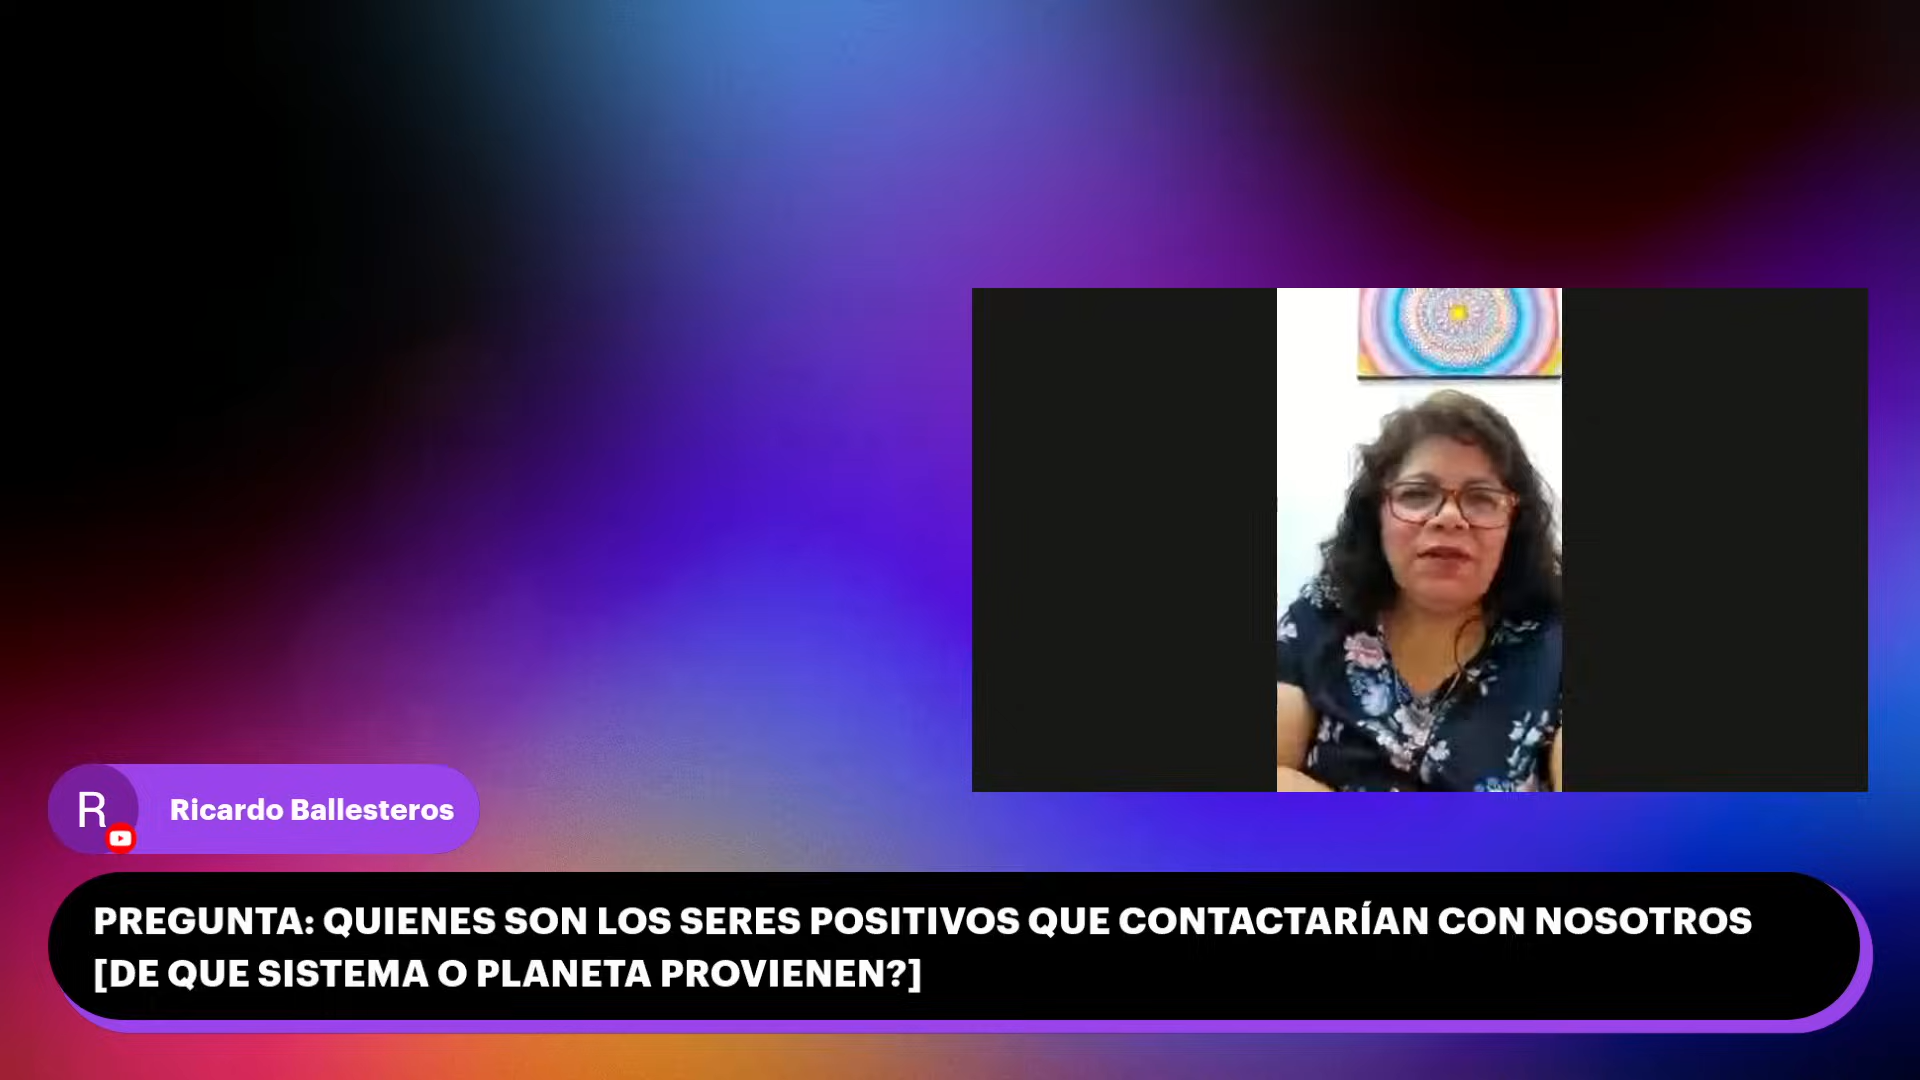 R
Ricardo Ballesteros
PREGUNTA: QUIENES SON LOS SERES POSITIVOS QUE CONTACTARÍAN CON NOSOTROS
[DE QUE SISTEMA O PLANETA PROVIENEN?]